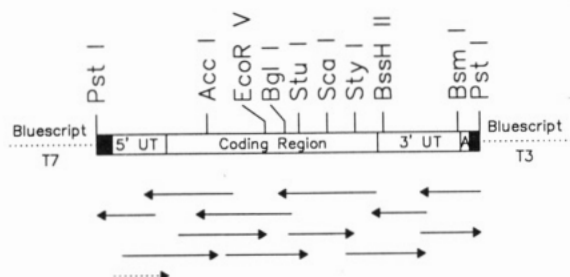 Pst I
Acc I
EcoR V
Bgl I
Stu I
Sca I
Sty I
BssH II
Bsm I
Pst I
Bluescript
T7
5' UT
Coding Region
3' UT
A
Bluescript
T3